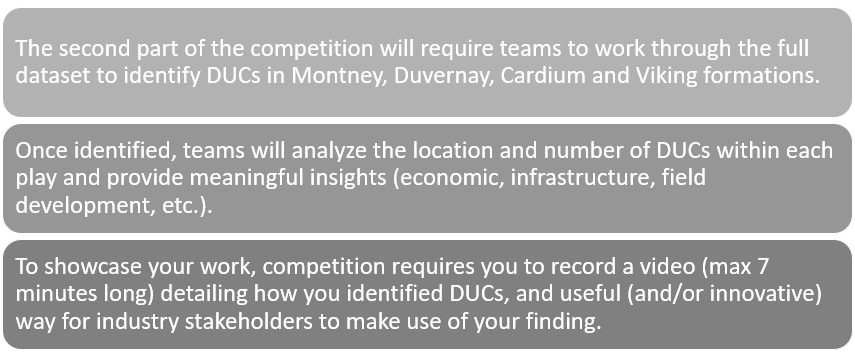 The second part of the competition will require teams to work through the full
dataset to identify DUCs in Montney, Duvernay, Cardium and Viking formations.
Once identified, teams will analyze the location and number of DUCs within each
play and provide meaningful insights (economic, infrastructure, field
development, etc.).
To showcase your work, competition requires you to record a video (max 7
minutes long) detailing how you identified DUCs, and useful (and/or innovative)
way for industry stakeholders to make use of your finding.